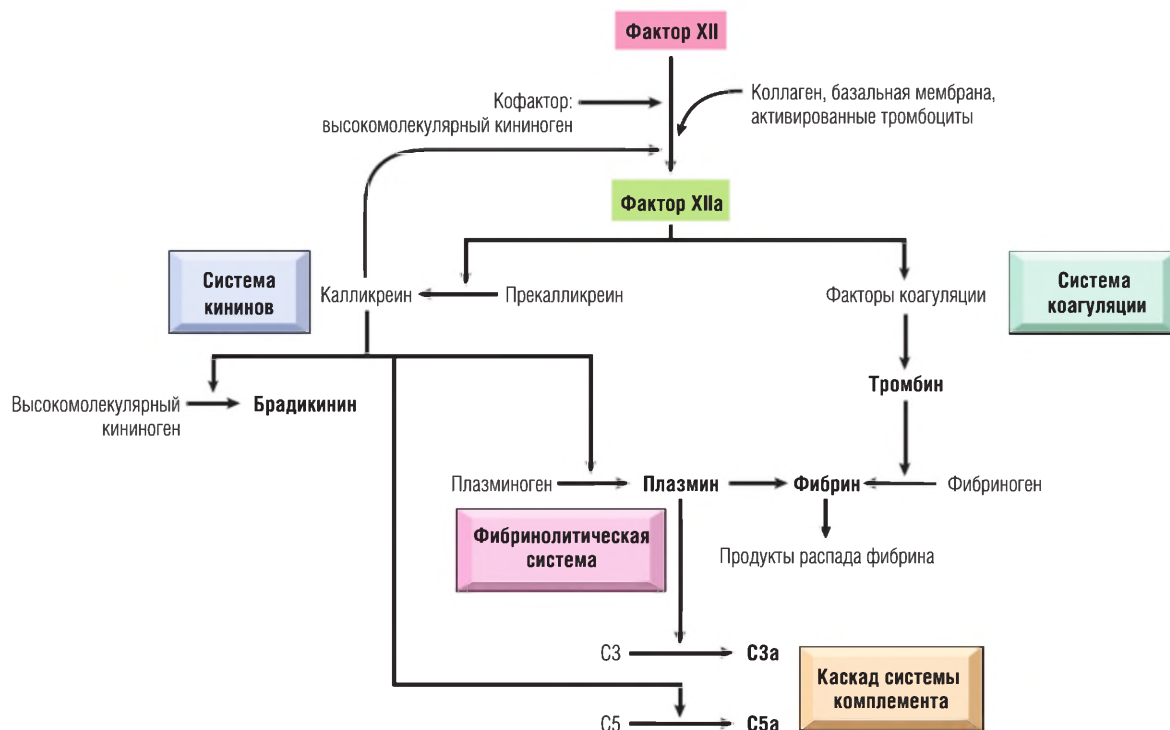 Фактор XII
Кофактор:
высокомолекулярный кининоген
Коллаген, базальная мембрана,
активированные тромбоциты
Фактор XIIa
Система
кининов
Калликреин
Прекалликреин
Факторы коагуляции
Система
коагуляции
Тромбин
Высокомолекулярный
кининоген
Брадикинин
Плазминоген
Плазмин
Фибрин
Фибриноген
Фибринолитическая
система
Продукты распада фибрина
C3
C3a
Каскад системы
комплемента
C5
C5a